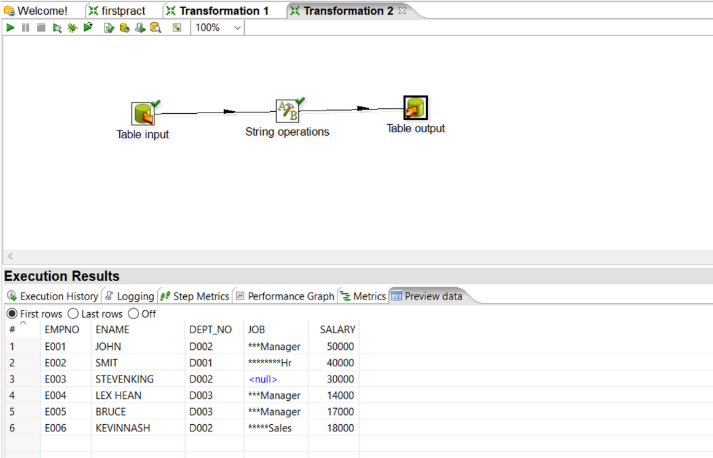 Welcome! firstpract Transformation 1 Transformation 2
100%
Table input
String operations
Table output
Execution Results
Execution History Logging Step Metrics Performance Graph Metrics Preview data
First rows Last rows Off
# EMPNO ENAME DEPT_NO JOB SALARY
1 E001 JOHN D002 ***Manager 50000
2 E002 SMIT D001 ********Hr 40000
3 E003 STEVENKING D002 <null> 30000
4 E004 LEX HEAN D003 ***Manager 14000
5 E005 BRUCE D003 ***Manager 17000
6 E006 KEVINNASH D002 *****Sales 18000